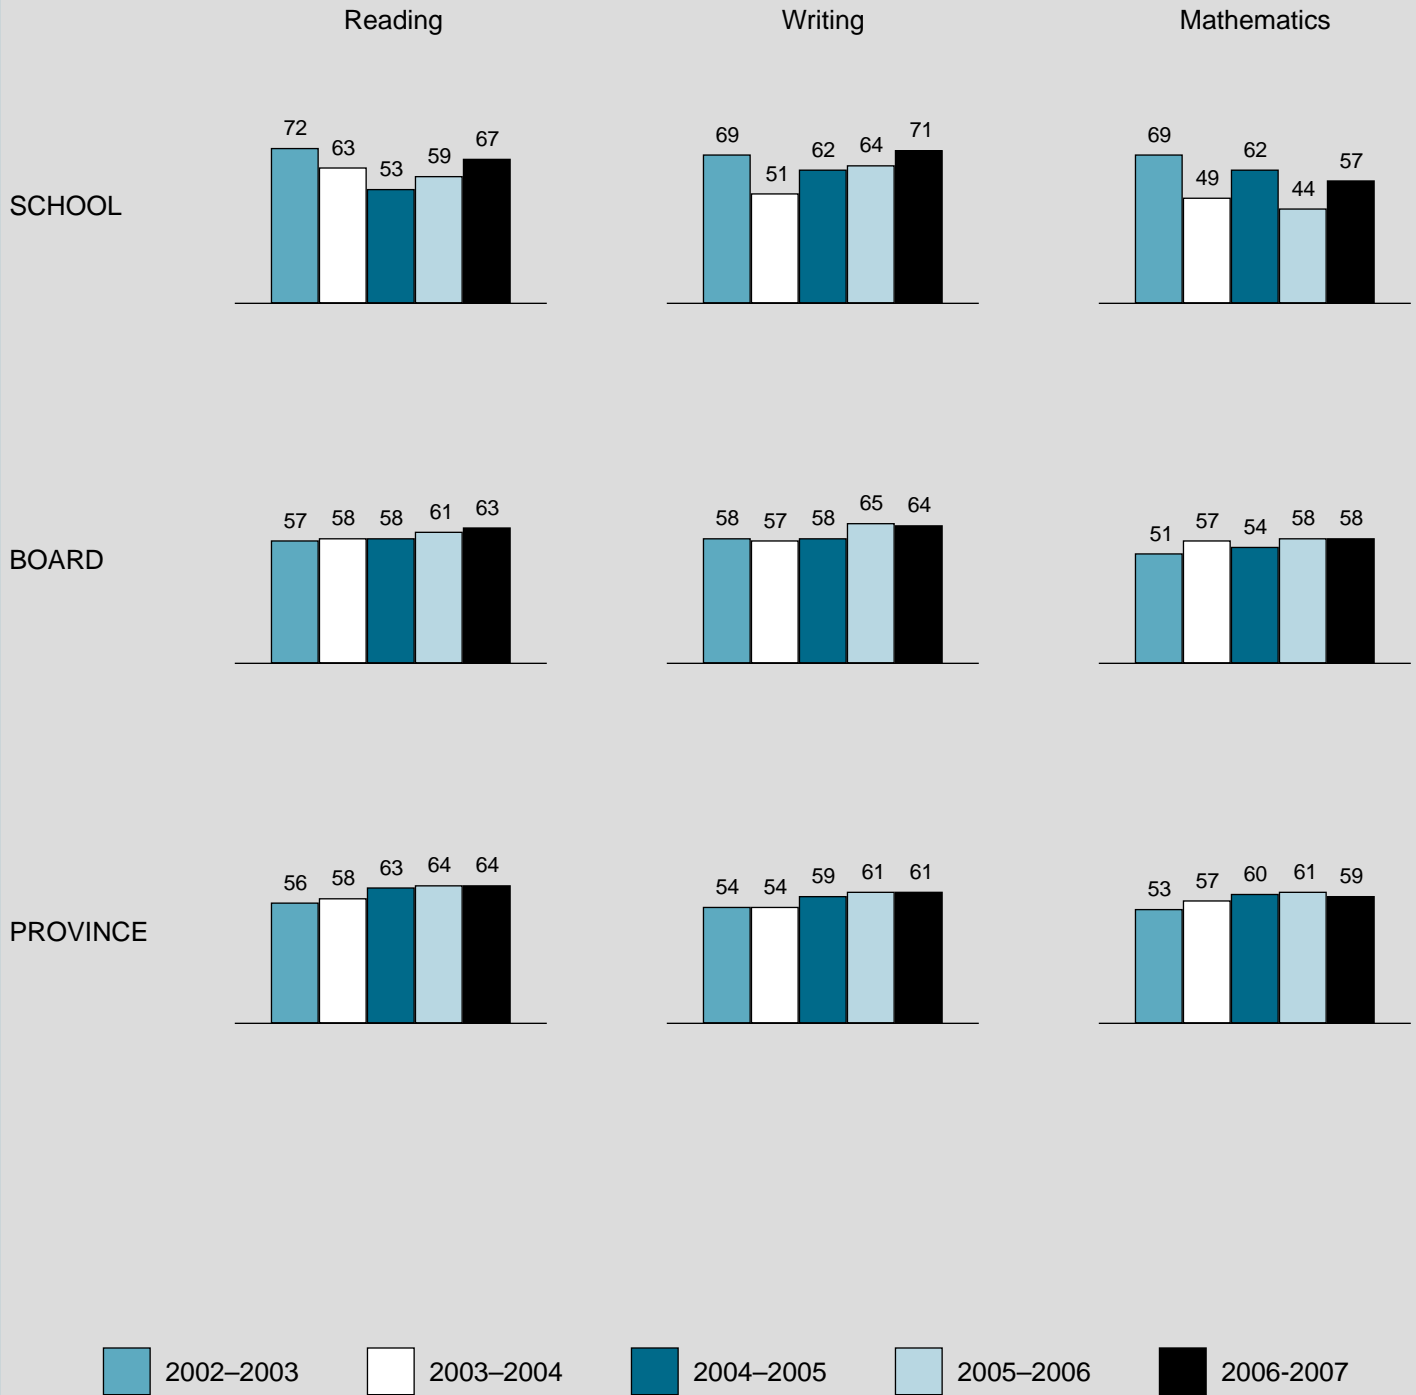 Reading Writing Mathematics
SCHOOL
72 63 53 59 67
69 51 62 64 71
69 49 62 44 57
BOARD
57 58 58 61 63
58 57 58 65 64
51 57 54 58 58
PROVINCE
56 58 63 64 64
54 54 59 61 61
53 57 60 61 59
2002–2003 2003–2004 2004–2005 2005–2006 2006-2007